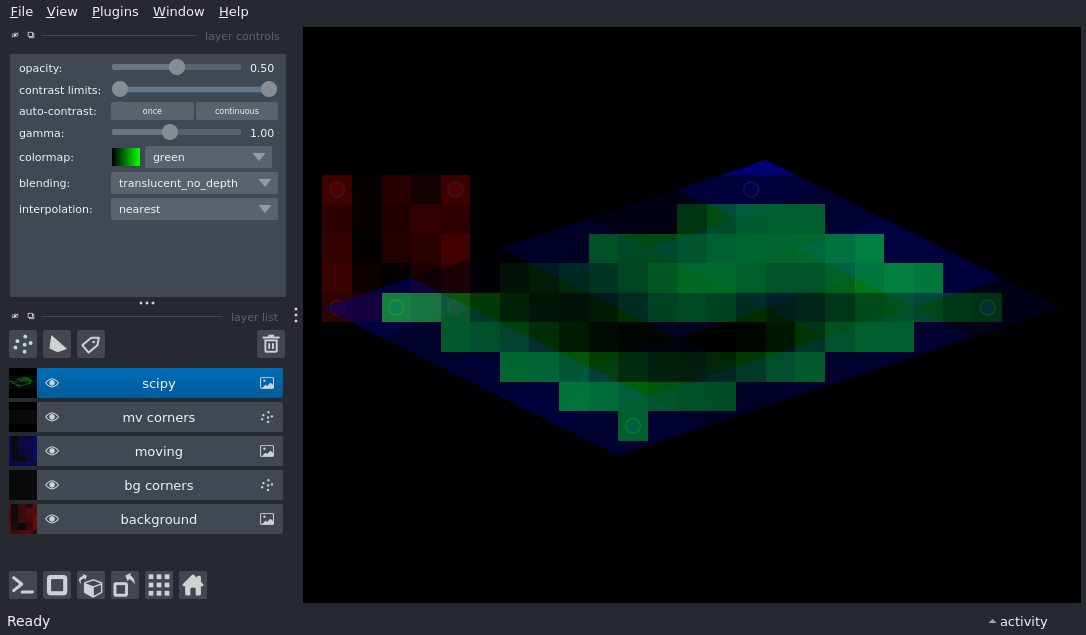 File View Plugins Window Help
layer controls
opacity: 0.50
contrast limits:
auto-contrast: once continuous
gamma: 1.00
colormap: green
blending: translucent_no_depth
interpolation: nearest
layer list
scipy
mv corners
moving
bg corners
background
Ready
activity